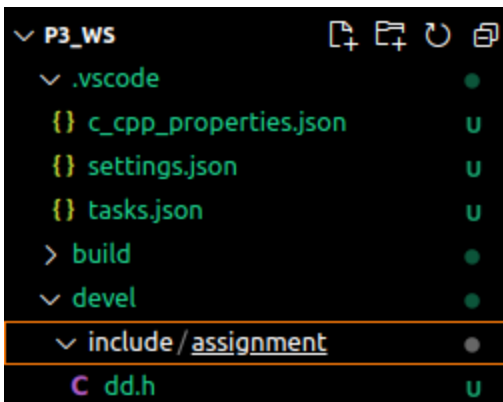 P3_WS
.vscode
{} c_cpp_properties.json U
{} settings.json U
{} tasks.json U
build
devel
include / assignment
C dd.h U